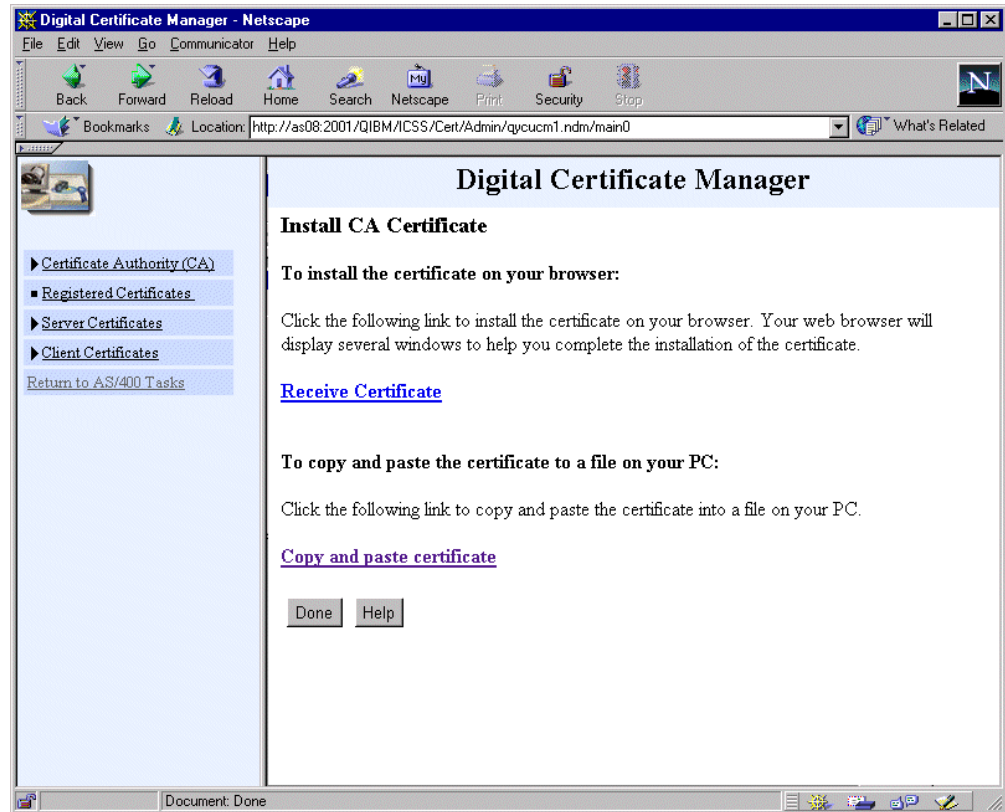 Digital Certificate Manager - Netscape
File Edit View Go Communicator Help
Back Forward Reload Home Search Netscape Print Security Stop
My
N
Bookmarks Location: http://as08:2001/QIBM/ICSS/Cert/Admin/qycucm1.ndm/main0 What's Related
Digital Certificate Manager
Certificate Authority (CA)
Registered Certificates
Server Certificates
Client Certificates
Return to AS/400 Tasks
Install CA Certificate
To install the certificate on your browser:
Click the following link to install the certificate on your browser. Your web browser will
display several windows to help you complete the installation of the certificate.
Receive Certificate
To copy and paste the certificate to a file on your PC:
Click the following link to copy and paste the certificate into a file on your PC.
Copy and paste certificate
Done Help
Document: Done